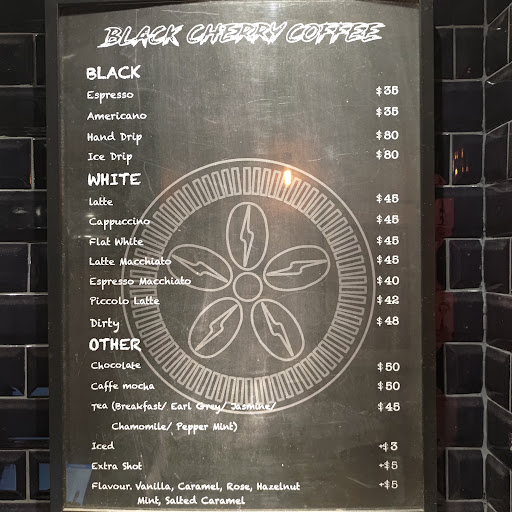 BLACK CHERRY COFFEE
BLACK
Espresso $35
Americano $35
Hand Drip $80
Ice Drip $80
WHITE
latte $45
Cappuccino $45
Flat White $45
Latte Macchiato $45
Espresso Macchiato $40
Piccolo Latte $42
Dirty $48
OTHER
Chocolate $50
Caffe mocha $50
Tea (Breakfast/ Earl Grey/ Jasmine/ $45
Chamomile/ Pepper Mint)
Iced +$3
Extra Shot +$5
Flavour. Vanilla, Caramel, Rose, Hazelnut +$5
Mint, Salted Caramel